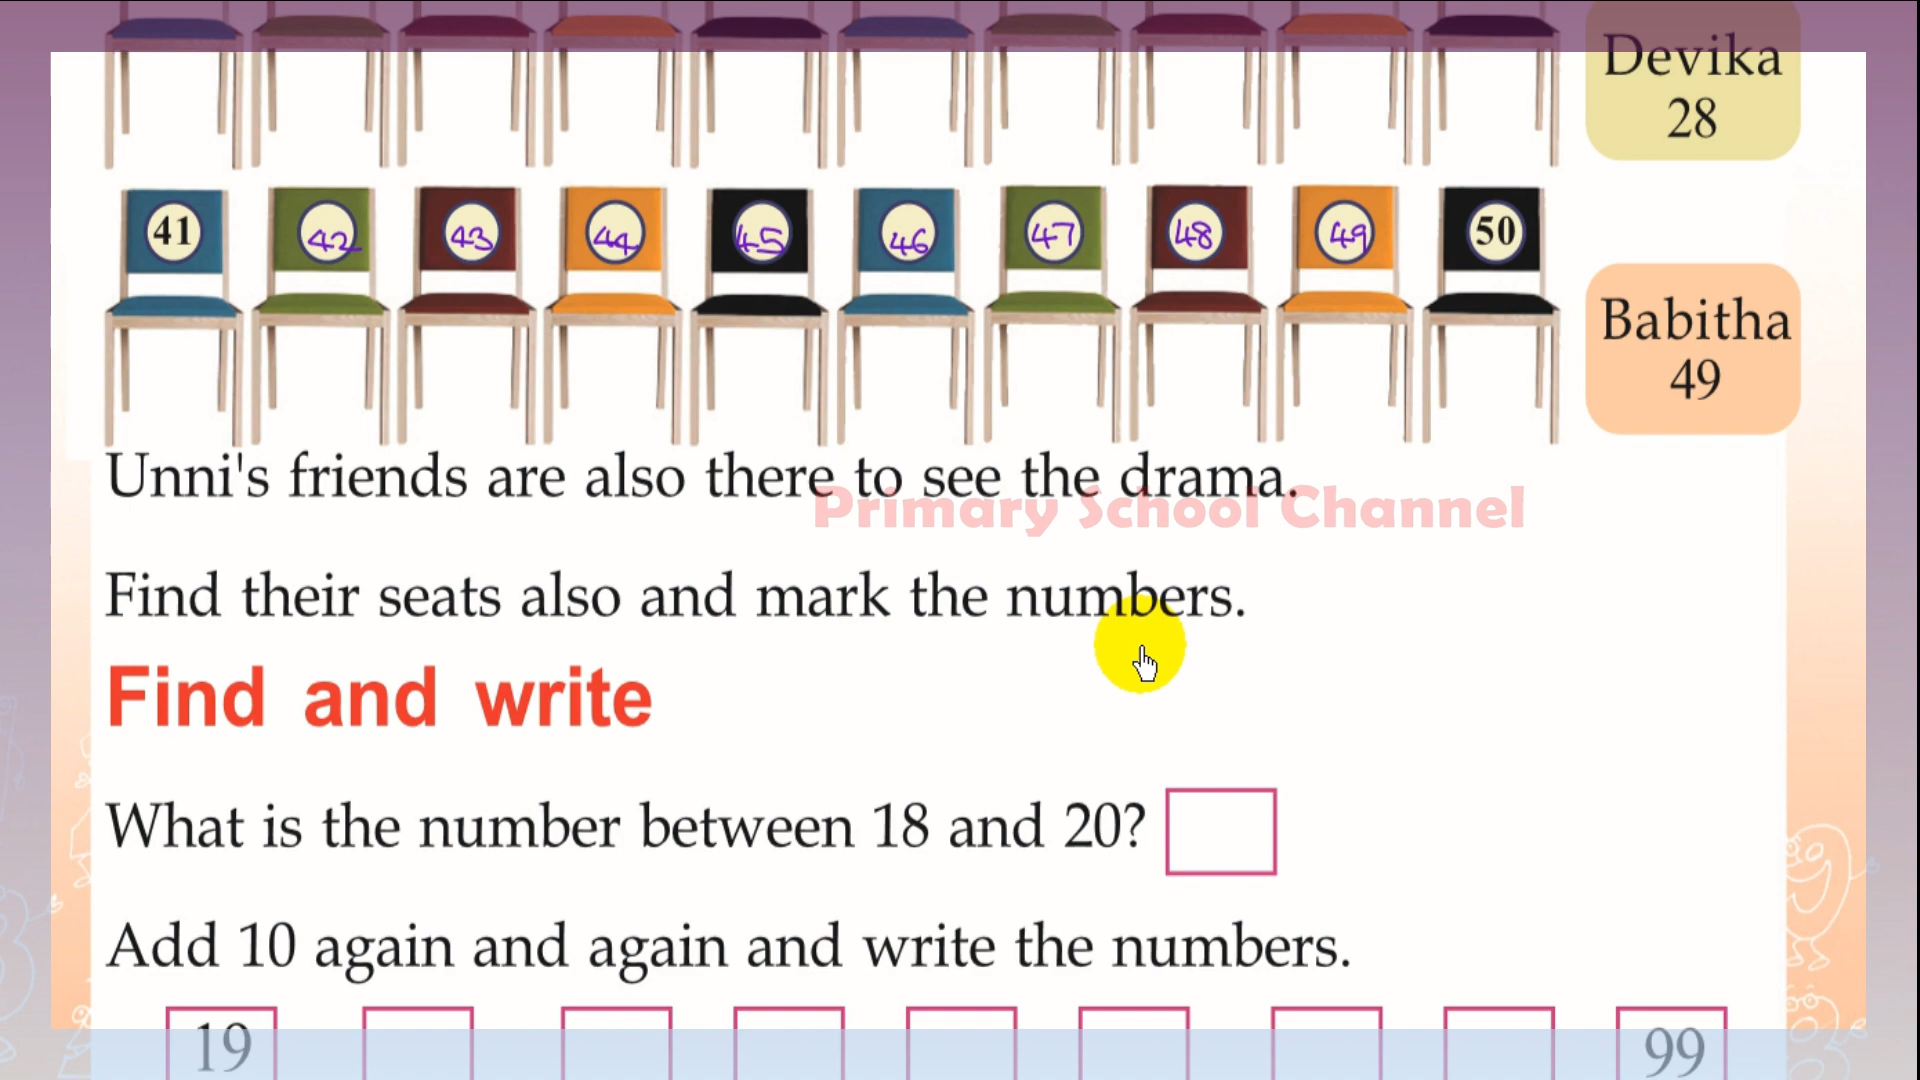 Devika
28
41 42 43 44 45 46 47 48 49 50
Babitha
49
Unni's friends are also there to see the drama.
Primary School Channel
Find their seats also and mark the numbers.
Find and write
What is the number between 18 and 20?
Add 10 again and again and write the numbers.
19 99